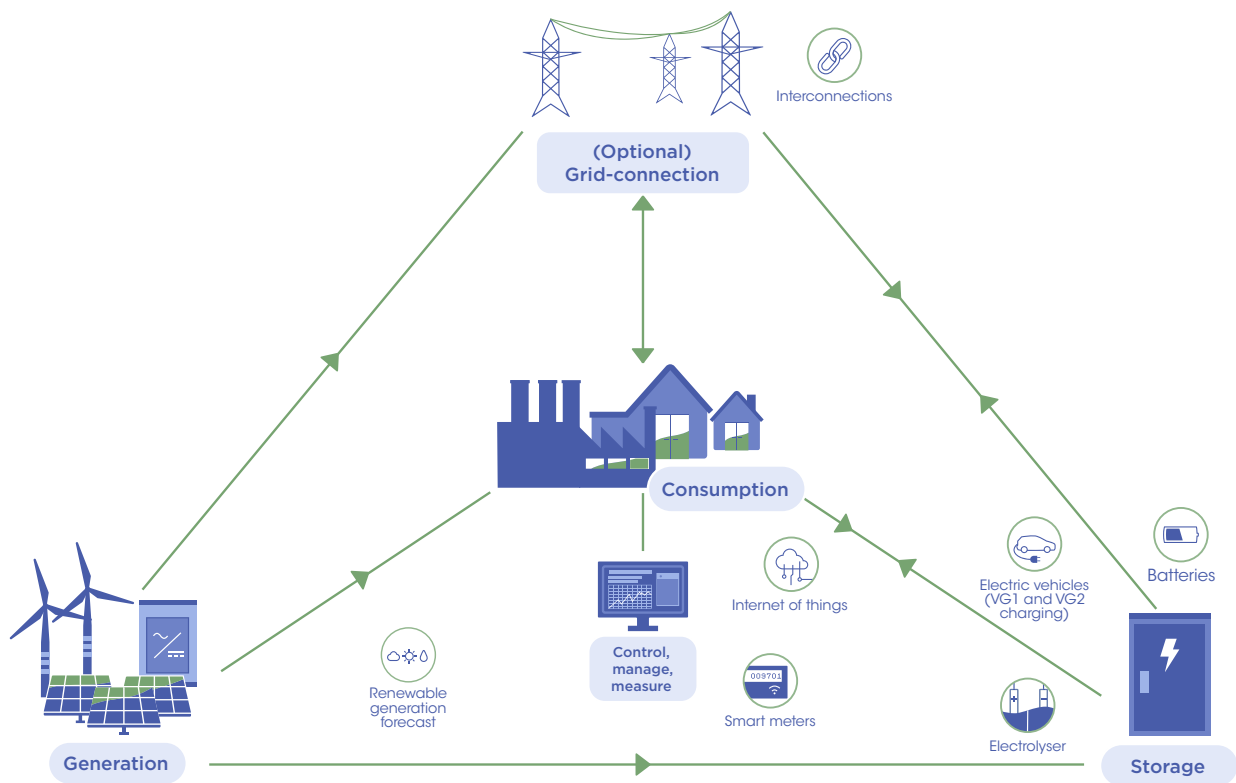 Interconnections
(Optional)
Grid-connection
Consumption
Internet of things
Electric vehicles
(VG1 and VG2
charging)
Batteries
Control,
manage,
measure
009701
Smart meters
Renewable
generation
forecast
Electrolyser
Generation
Storage